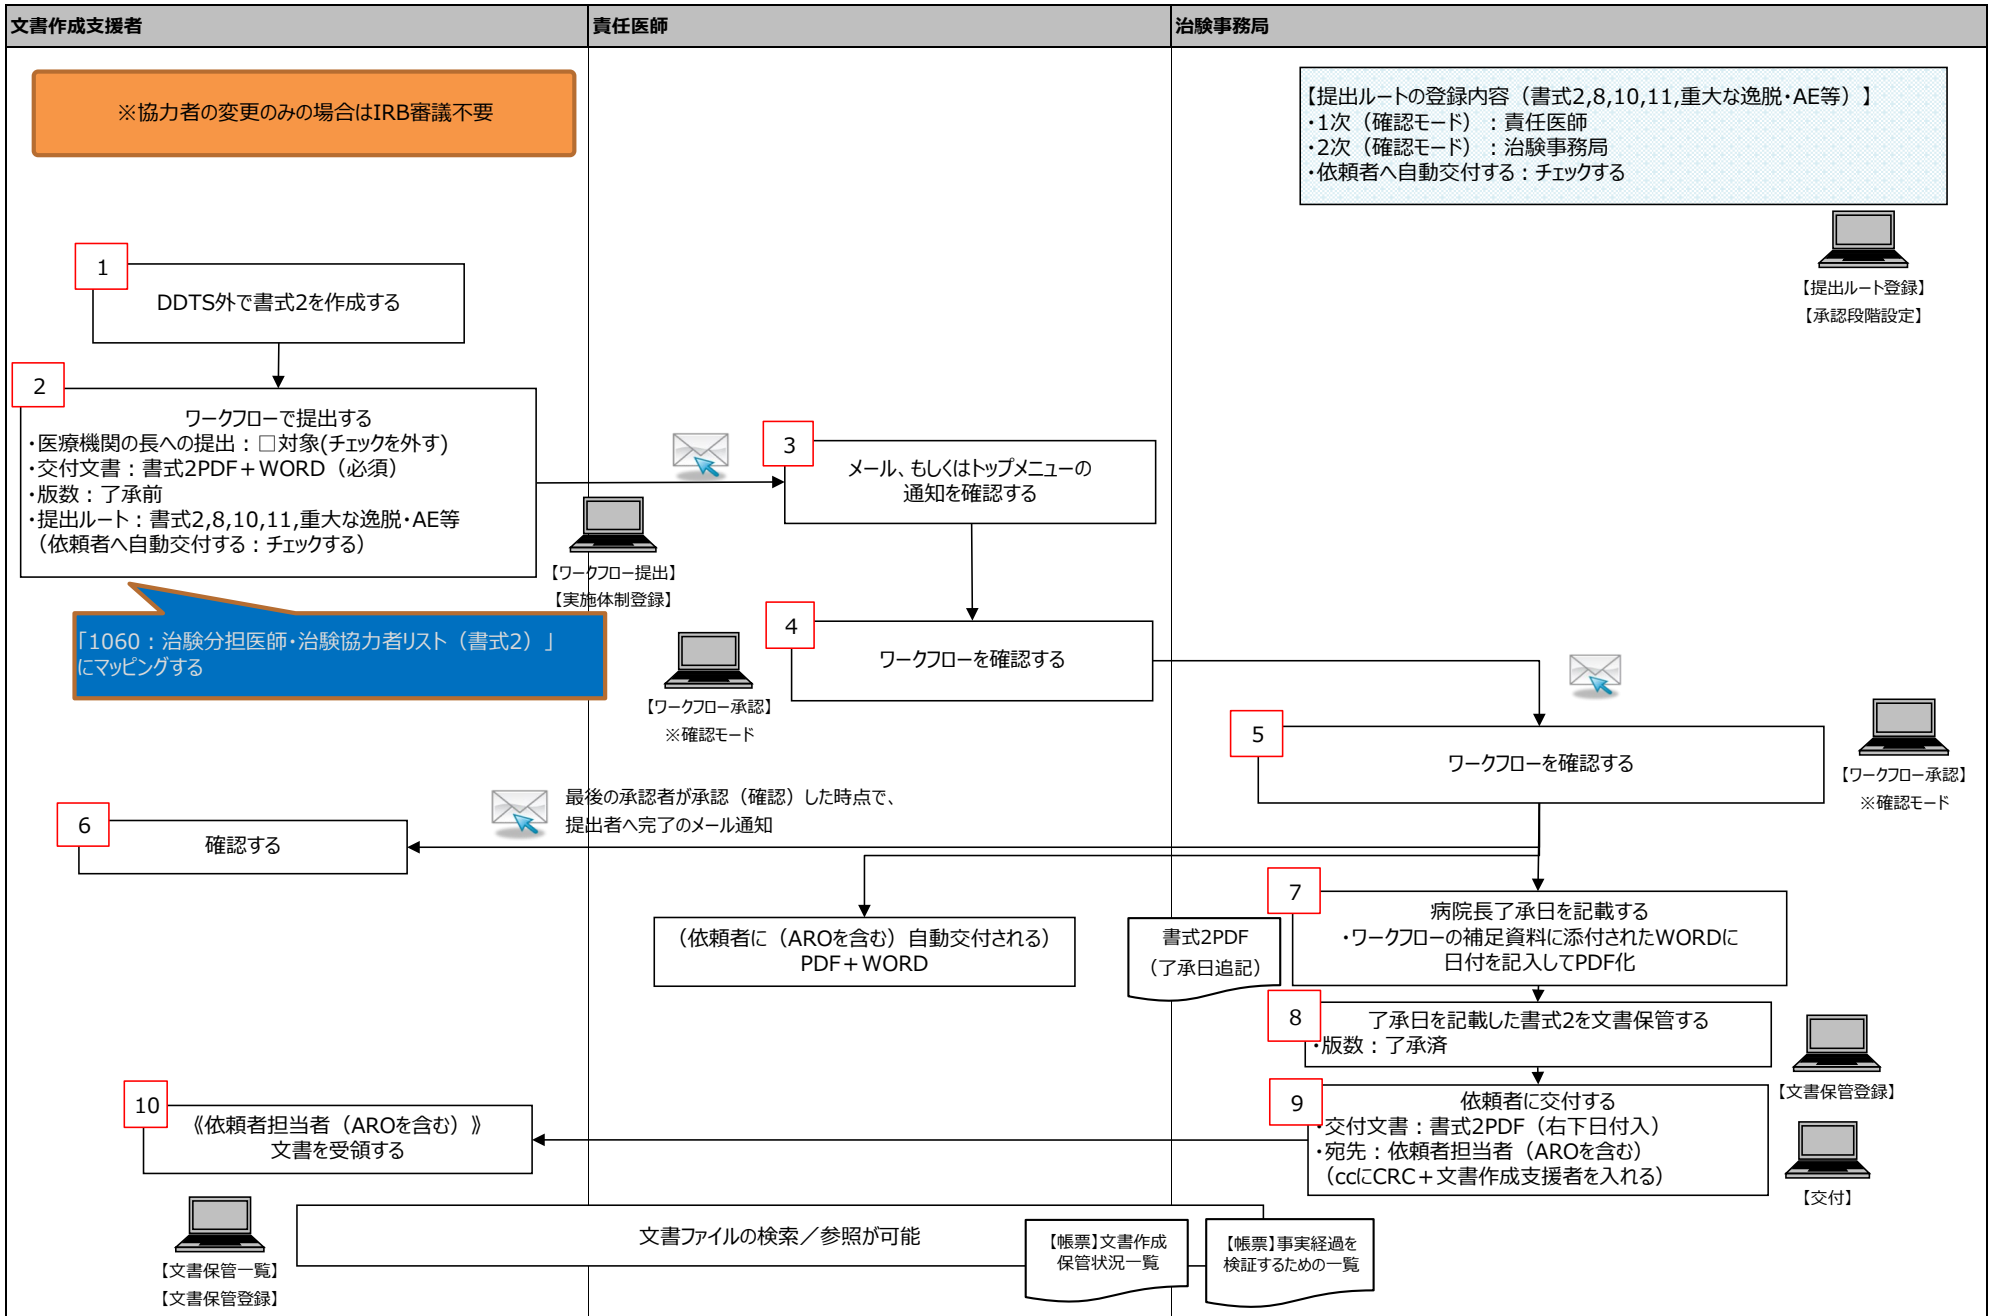 文書作成支援者
責任医師
治験事務局
※協力者の変更のみの場合はIRB審議不要
【提出ルートの登録内容（書式2,8,10,11,重大な逸脱・AE等）】
・1次（確認モード）：責任医師
・2次（確認モード）：治験事務局
・依頼者へ自動交付する：チェックする
【提出ルート登録】
【承認段階設定】
1
DDTS外で書式2を作成する
2
ワークフローで提出する
・医療機関の長への提出：□対象(チェックを外す)
・交付文書：書式2PDF＋WORD（必須）
・版数：了承前
・提出ルート：書式2,8,10,11,重大な逸脱・AE等
（依頼者へ自動交付する：チェックする）
【ワークフロー提出】
【実施体制登録】
「1060：治験分担医師・治験協力者リスト（書式2）」
にマッピングする
3
メール、もしくはトップメニューの
通知を確認する
4
ワークフローを確認する
【ワークフロー承認】
※確認モード
5
ワークフローを確認する
【ワークフロー承認】
※確認モード
最後の承認者が承認（確認）した時点で、
提出者へ完了のメール通知
6
確認する
（依頼者に（AROを含む）自動交付される）
PDF＋WORD
書式2PDF
（了承日追記）
7
病院長了承日を記載する
・ワークフローの補足資料に添付されたWORDに
日付を記入してPDF化
8
了承日を記載した書式2を文書保管する
・版数：了承済
【文書保管登録】
9
依頼者に交付する
・交付文書：書式2PDF（右下日付入）
・宛先：依頼者担当者（AROを含む）
（ccにCRC＋文書作成支援者を入れる）
【交付】
10
《依頼者担当者（AROを含む）》
文書を受領する
【文書保管一覧】
【文書保管登録】
文書ファイルの検索／参照が可能
【帳票】文書作成
保管状況一覧
【帳票】事実経過を
検証するための一覧